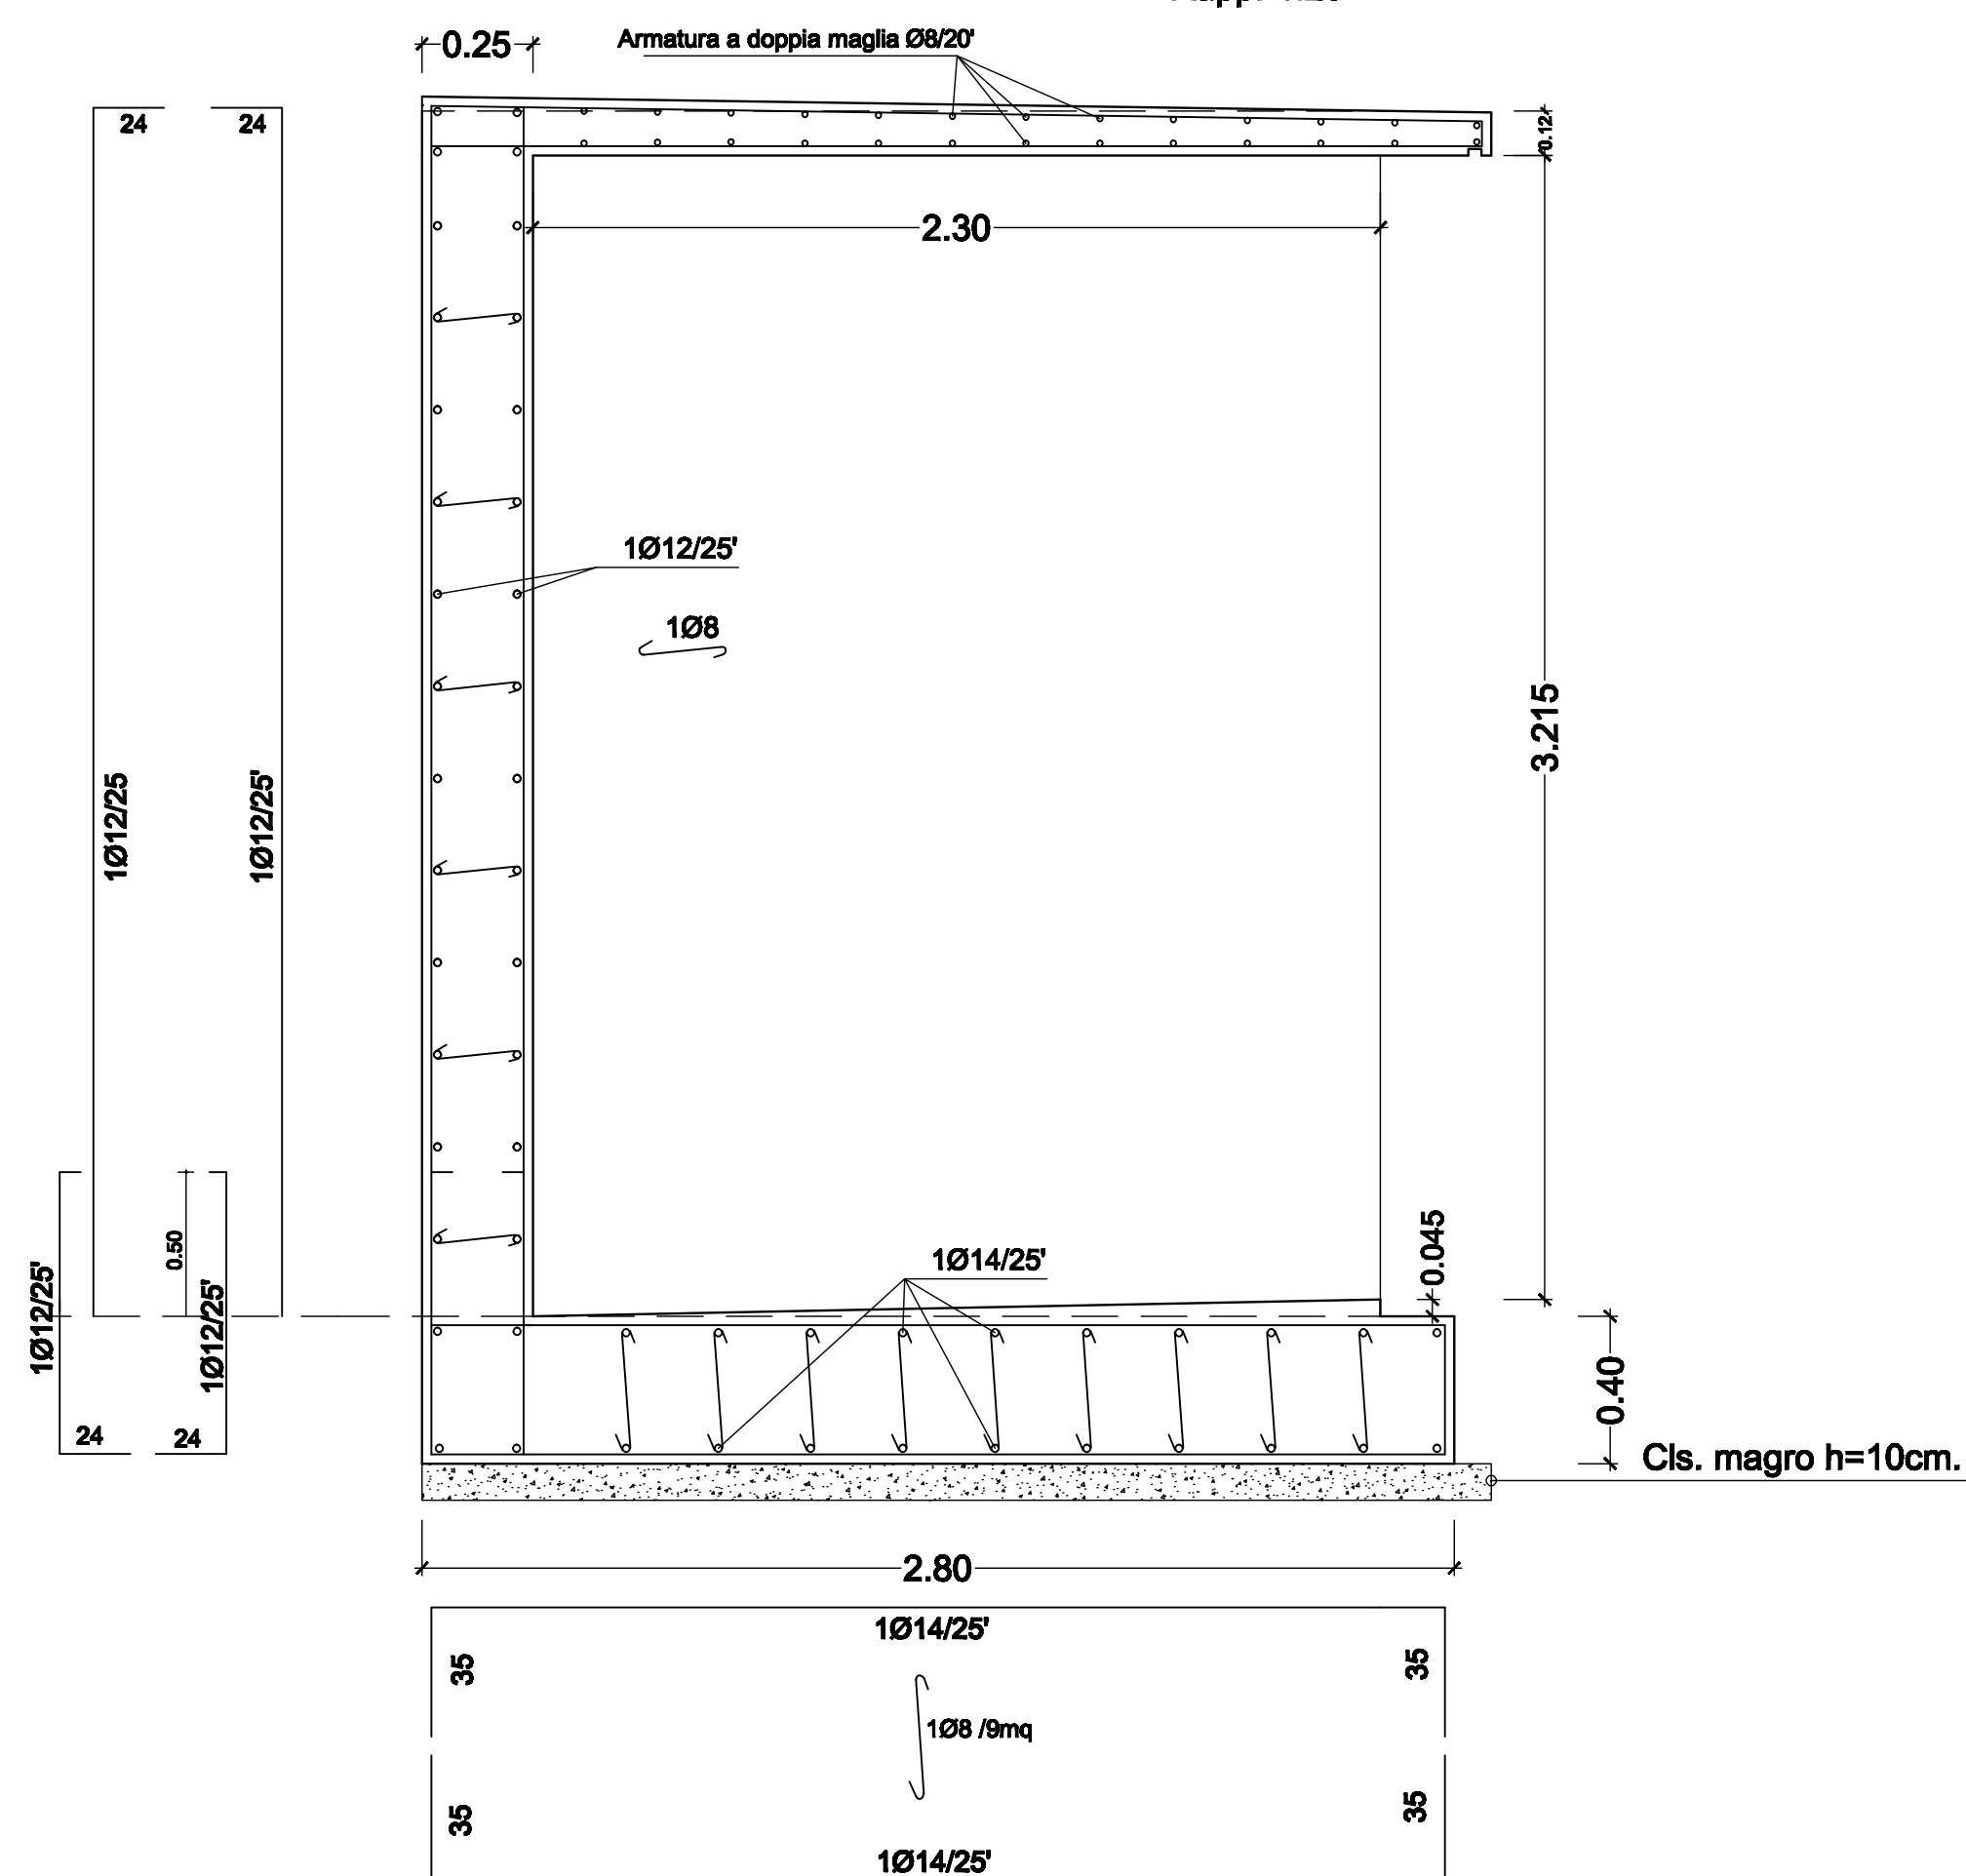 0.25
Armatura a doppia maglia Ø8/20'
24
24
0.12
2.30
1Ø12/25'
1Ø8
3.215
1Ø12/25
1Ø12/25'
0.045
0.50
1Ø14/25'
1Ø12/25'
1Ø12/25'
0.40
24
24
Cls. magro h=10cm.
2.80
1Ø14/25'
35
35
1Ø8 /9mq
35
35
1Ø14/25'